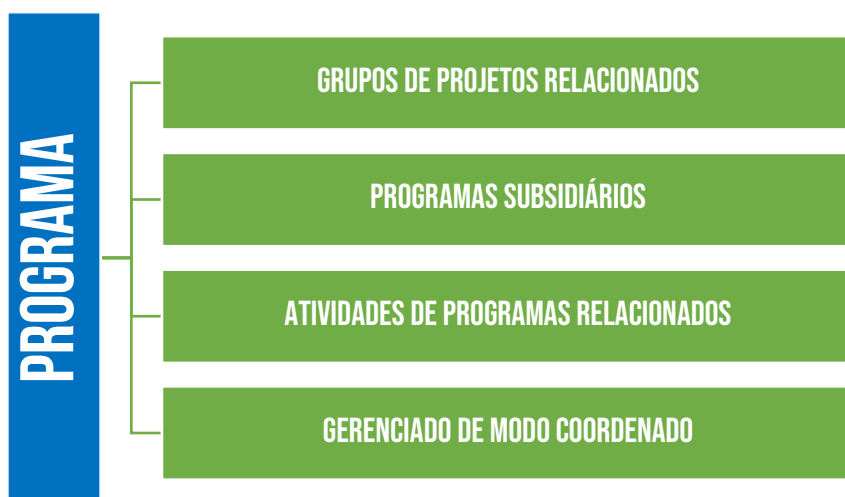 PROGRAMA
GRUPOS DE PROJETOS RELACIONADOS
PROGRAMAS SUBSIDIÁRIOS
ATIVIDADES DE PROGRAMAS RELACIONADOS
GERENCIADO DE MODO COORDENADO